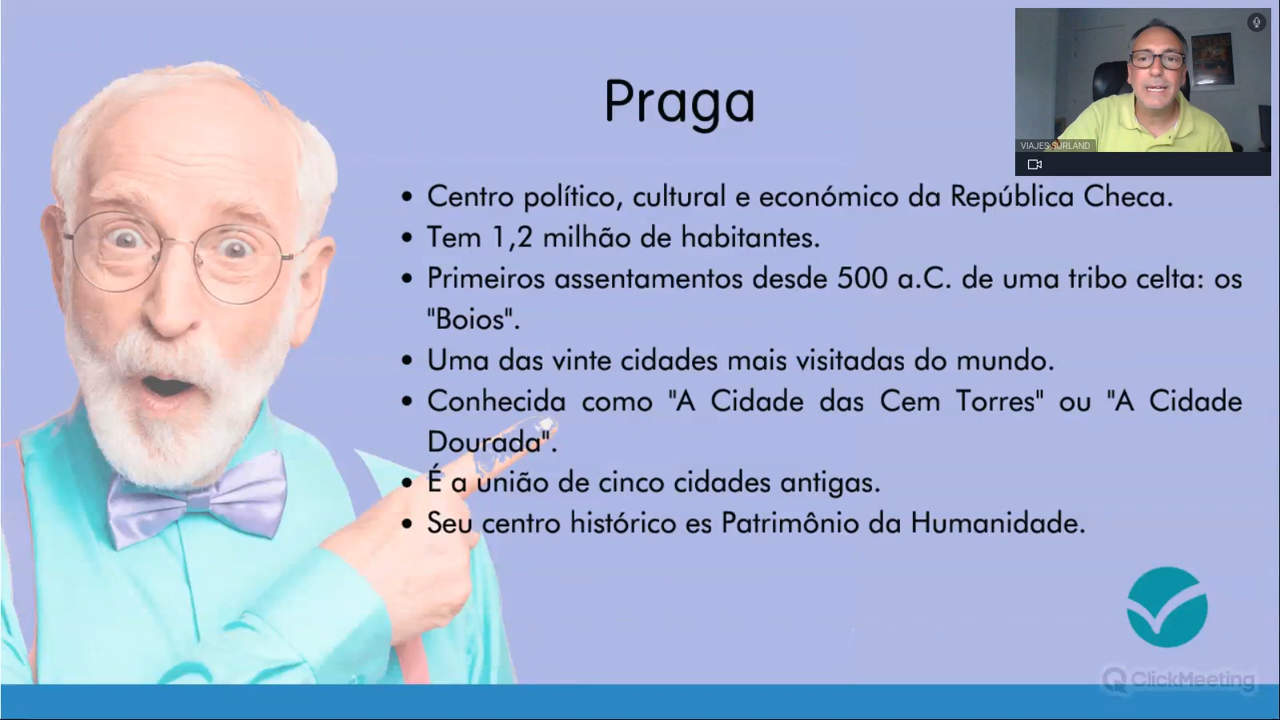 Praga
VIAJES SURLAND
• Centro político, cultural e económico da República Checa.
• Tem 1,2 milhão de habitantes.
• Primeiros assentamentos desde 500 a.C. de uma tribo celta: os
"Boios".
• Uma das vinte cidades mais visitadas do mundo.
• Conhecida como "A Cidade das Cem Torres" ou "A Cidade
Dourada".
• É a união de cinco cidades antigas.
• Seu centro histórico es Patrimônio da Humanidade.
ClickMeeting